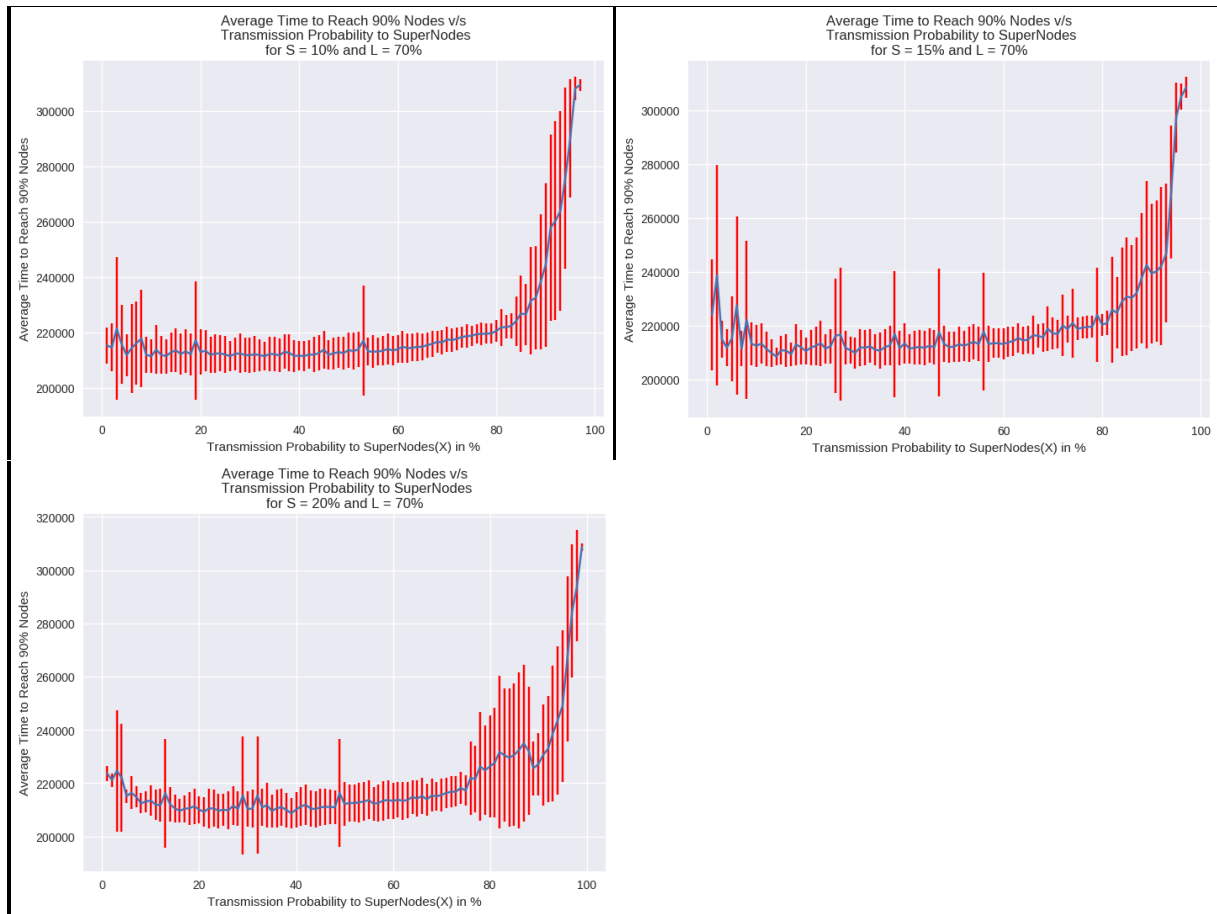 Average Time to Reach 90% Nodes v/s
Transmission Probability to SuperNodes
for S = 10% and L = 70%
Average Time to Reach 90% Nodes
300000
280000
260000
240000
220000
200000
0 20 40 60 80 100
Transmission Probability to SuperNodes(X) in %
Average Time to Reach 90% Nodes v/s
Transmission Probability to SuperNodes
for S = 15% and L = 70%
Average Time to Reach 90% Nodes
300000
280000
260000
240000
220000
200000
0 20 40 60 80 100
Transmission Probability to SuperNodes(X) in %
Average Time to Reach 90% Nodes v/s
Transmission Probability to SuperNodes
for S = 20% and L = 70%
Average Time to Reach 90% Nodes
320000
300000
280000
260000
240000
220000
200000
0 20 40 60 80 100
Transmission Probability to SuperNodes(X) in %